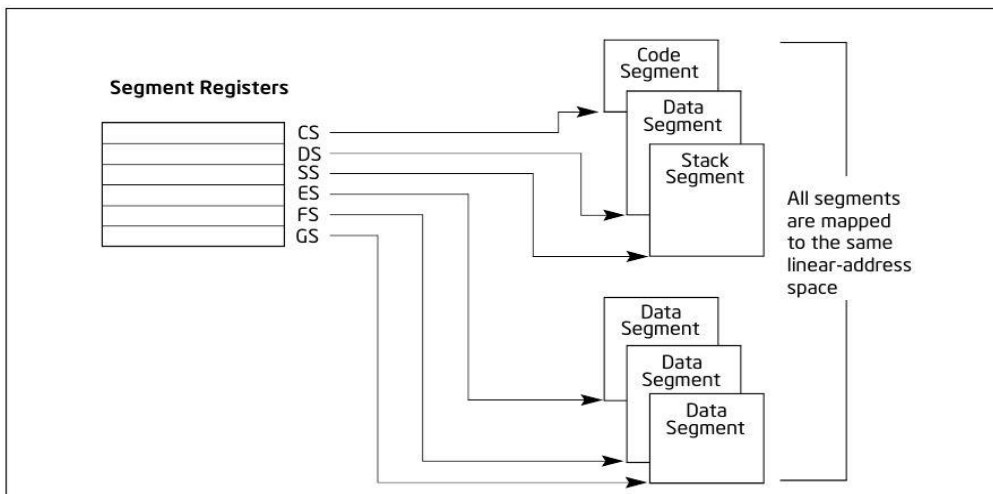 Segment Registers
CS
DS
SS
ES
FS
GS
Code
Segment
Data
Segment
Stack
Segment
Data
Segment
Data
Segment
Data
Segment
All segments
are mapped
to the same
linear-address
space